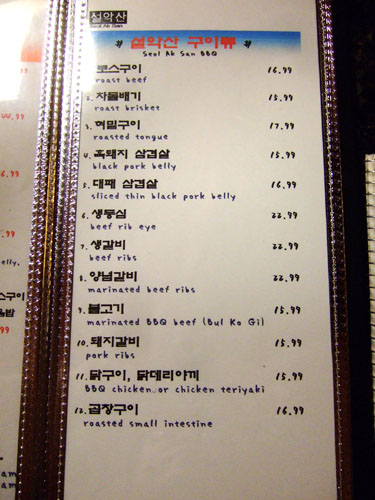 설악산
Seol Ak San
# 설악산 구이류 #
Seol Ak San BBQ
로스구이 16.99
roast beef
2. 차돌배기 15.99
roast brisket
3. 혀밑구이 17.99
roasted tongue
4. 흑돼지 삼겹살 15.99
black pork belly
5. 대패 삼겹살 16.99
sliced thin black pork belly
6. 생등심 22.99
beef rib eye
7. 생갈비 22.99
beef ribs
8. 양념갈비 22.99
marinated beef ribs
9. 불고기 15.99
marinated BBQ beef (Bul Ko Gi)
10. 돼지갈비 15.99
pork ribs
11. 닭구이, 닭데리야끼 15.99
BBQ chicken or chicken teriyaki
12. 곱창구이 16.99
roasted small intestine